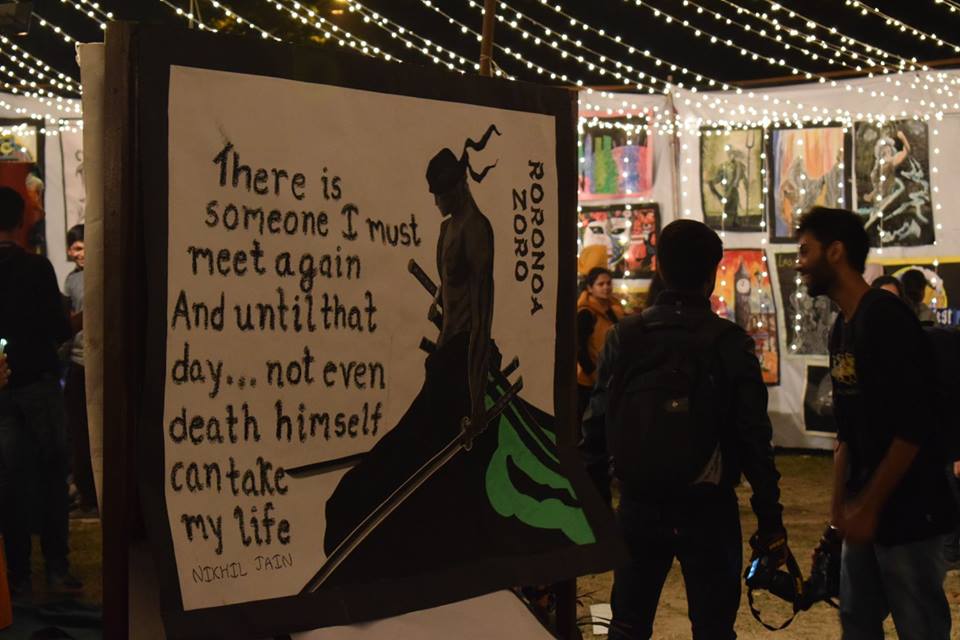 There is
someone I must
meet again
And until that
day... not even
death himself
can take
my life
NIKHIL JAIN
RORONOA
ZORO